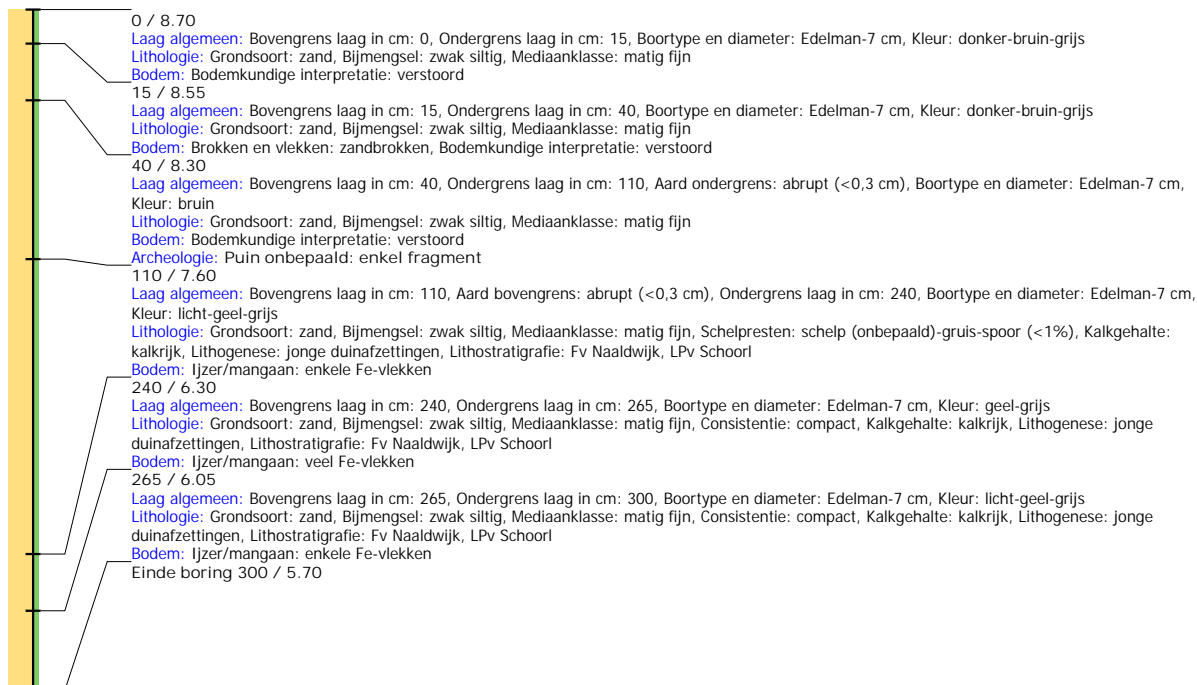 0 / 8.70
Laag algemeen: Bovengrens laag in cm: 0, Ondergrens laag in cm: 15, Boortype en diameter: Edelman-7 cm, Kleur: donker-bruin-grijs
Lithologie: Grondsoort: zand, Bijmengsel: zwak siltig, Mediaanklasse: matig fijn
Bodem: Bodemkundige interpretatie: verstoord
15 / 8.55
Laag algemeen: Bovengrens laag in cm: 15, Ondergrens laag in cm: 40, Boortype en diameter: Edelman-7 cm, Kleur: donker-bruin-grijs
Lithologie: Grondsoort: zand, Bijmengsel: zwak siltig, Mediaanklasse: matig fijn
Bodem: Brokken en vlekken: zandbrokken, Bodemkundige interpretatie: verstoord
40 / 8.30
Laag algemeen: Bovengrens laag in cm: 40, Ondergrens laag in cm: 110, Aard ondergrens: abrupt (<0,3 cm), Boortype en diameter: Edelman-7 cm,
Kleur: bruin
Lithologie: Grondsoort: zand, Bijmengsel: zwak siltig, Mediaanklasse: matig fijn
Bodem: Bodemkundige interpretatie: verstoord
Archeologie: Puin onbepaald: enkel fragment
110 / 7.60
Laag algemeen: Bovengrens laag in cm: 110, Aard bovengrens: abrupt (<0,3 cm), Ondergrens laag in cm: 240, Boortype en diameter: Edelman-7 cm,
Kleur: licht-geel-grijs
Lithologie: Grondsoort: zand, Bijmengsel: zwak siltig, Mediaanklasse: matig fijn, Schelpresten: schelp (onbepaald)-gruis-spoor (<1%), Kalkgehalte:
kalkrijk, Lithogenese: jonge duinafzettingen, Lithostratigrafie: Fv Naaldwijk, LPv Schoorl
Bodem: Ijzer/mangaan: enkele Fe-vlekken
240 / 6.30
Laag algemeen: Bovengrens laag in cm: 240, Ondergrens laag in cm: 265, Boortype en diameter: Edelman-7 cm, Kleur: geel-grijs
Lithologie: Grondsoort: zand, Bijmengsel: zwak siltig, Mediaanklasse: matig fijn, Consistentie: compact, Kalkgehalte: kalkrijk, Lithogenese: jonge
duinafzettingen, Lithostratigrafie: Fv Naaldwijk, LPv Schoorl
Bodem: Ijzer/mangaan: veel Fe-vlekken
265 / 6.05
Laag algemeen: Bovengrens laag in cm: 265, Ondergrens laag in cm: 300, Boortype en diameter: Edelman-7 cm, Kleur: licht-geel-grijs
Lithologie: Grondsoort: zand, Bijmengsel: zwak siltig, Mediaanklasse: matig fijn, Consistentie: compact, Kalkgehalte: kalkrijk, Lithogenese: jonge
duinafzettingen, Lithostratigrafie: Fv Naaldwijk, LPv Schoorl
Bodem: Ijzer/mangaan: enkele Fe-vlekken
Einde boring 300 / 5.70